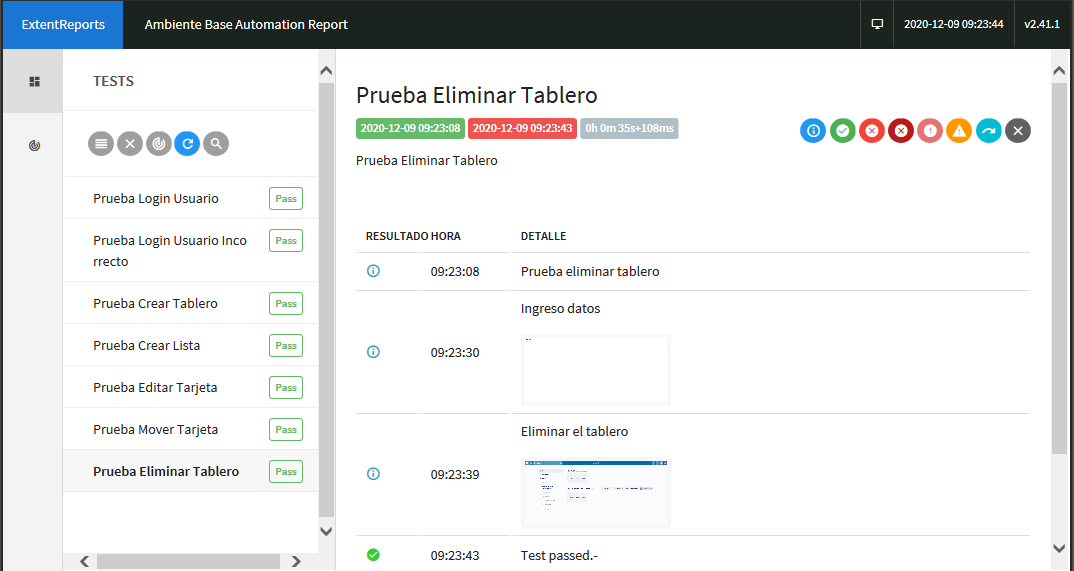 ExtentReports
Ambiente Base Automation Report
2020-12-09 09:23:44
v2.41.1
TESTS
Prueba Login Usuario
Pass
Prueba Login Usuario Inco
rrecto
Pass
Prueba Crear Tablero
Pass
Prueba Crear Lista
Pass
Prueba Editar Tarjeta
Pass
Prueba Mover Tarjeta
Pass
Prueba Eliminar Tablero
Pass
Prueba Eliminar Tablero
2020-12-09 09:23:08 2020-12-09 09:23:43 0h 0m 35s+108ms
Prueba Eliminar Tablero
RESULTADO HORA DETALLE
09:23:08 Prueba eliminar tablero
Ingreso datos
09:23:30
Eliminar el tablero
09:23:39
09:23:43 Test passed.-